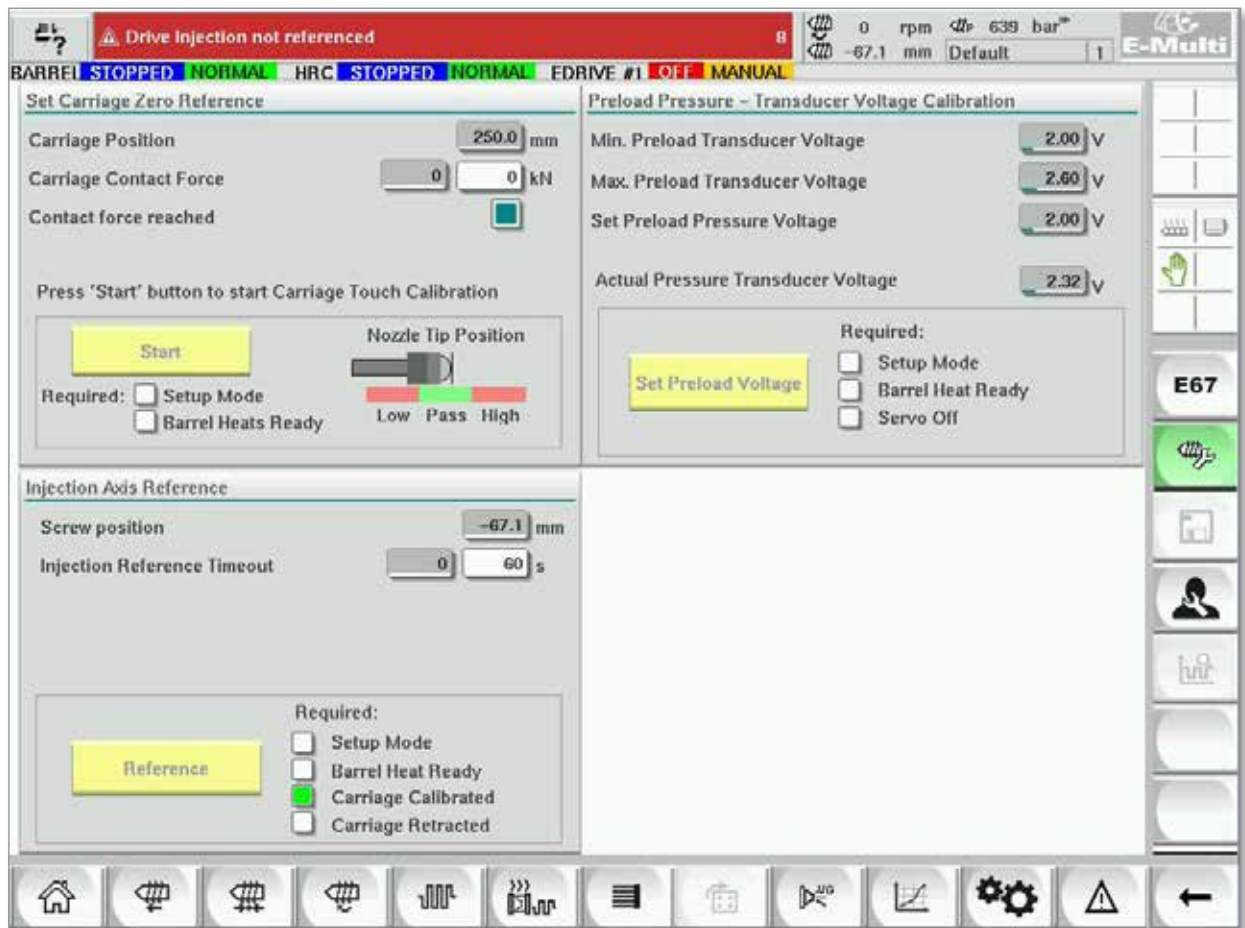 Drive Injection not referenced 8
0 rpm 639 bar
-67.1 mm Default 1
E-Multi
BARREL STOPPED NORMAL HRC STOPPED NORMAL EDRIVE #1 OFF MANUAL
Set Carriage Zero Reference
Carriage Position 250.0 mm
Carriage Contact Force 0 0 kN
Contact force reached
Press 'Start' button to start Carriage Touch Calibration
Start
Nozzle Tip Position
Required: Setup Mode
Barrel Heats Ready
Low Pass High
Preload Pressure - Transducer Voltage Calibration
Min. Preload Transducer Voltage 2.00 V
Max. Preload Transducer Voltage 2.60 V
Set Preload Pressure Voltage 2.00 V
Actual Pressure Transducer Voltage 2.32 V
Set Preload Voltage
Required:
Setup Mode
Barrel Heat Ready
Servo Off
E67
Injection Axis Reference
Screw position -67.1 mm
Injection Reference Timeout 0 60 s
Reference
Required:
Setup Mode
Barrel Heat Ready
Carriage Calibrated
Carriage Retracted